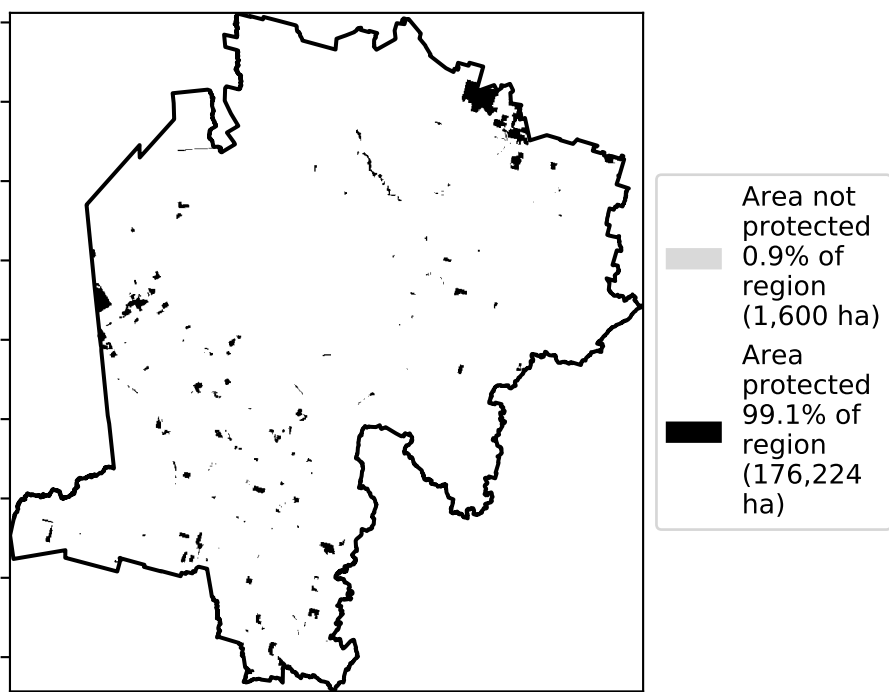 Area not
protected
0.9% of
region
(1,600 ha)
Area
protected
99.1% of
region
(176,224
ha)